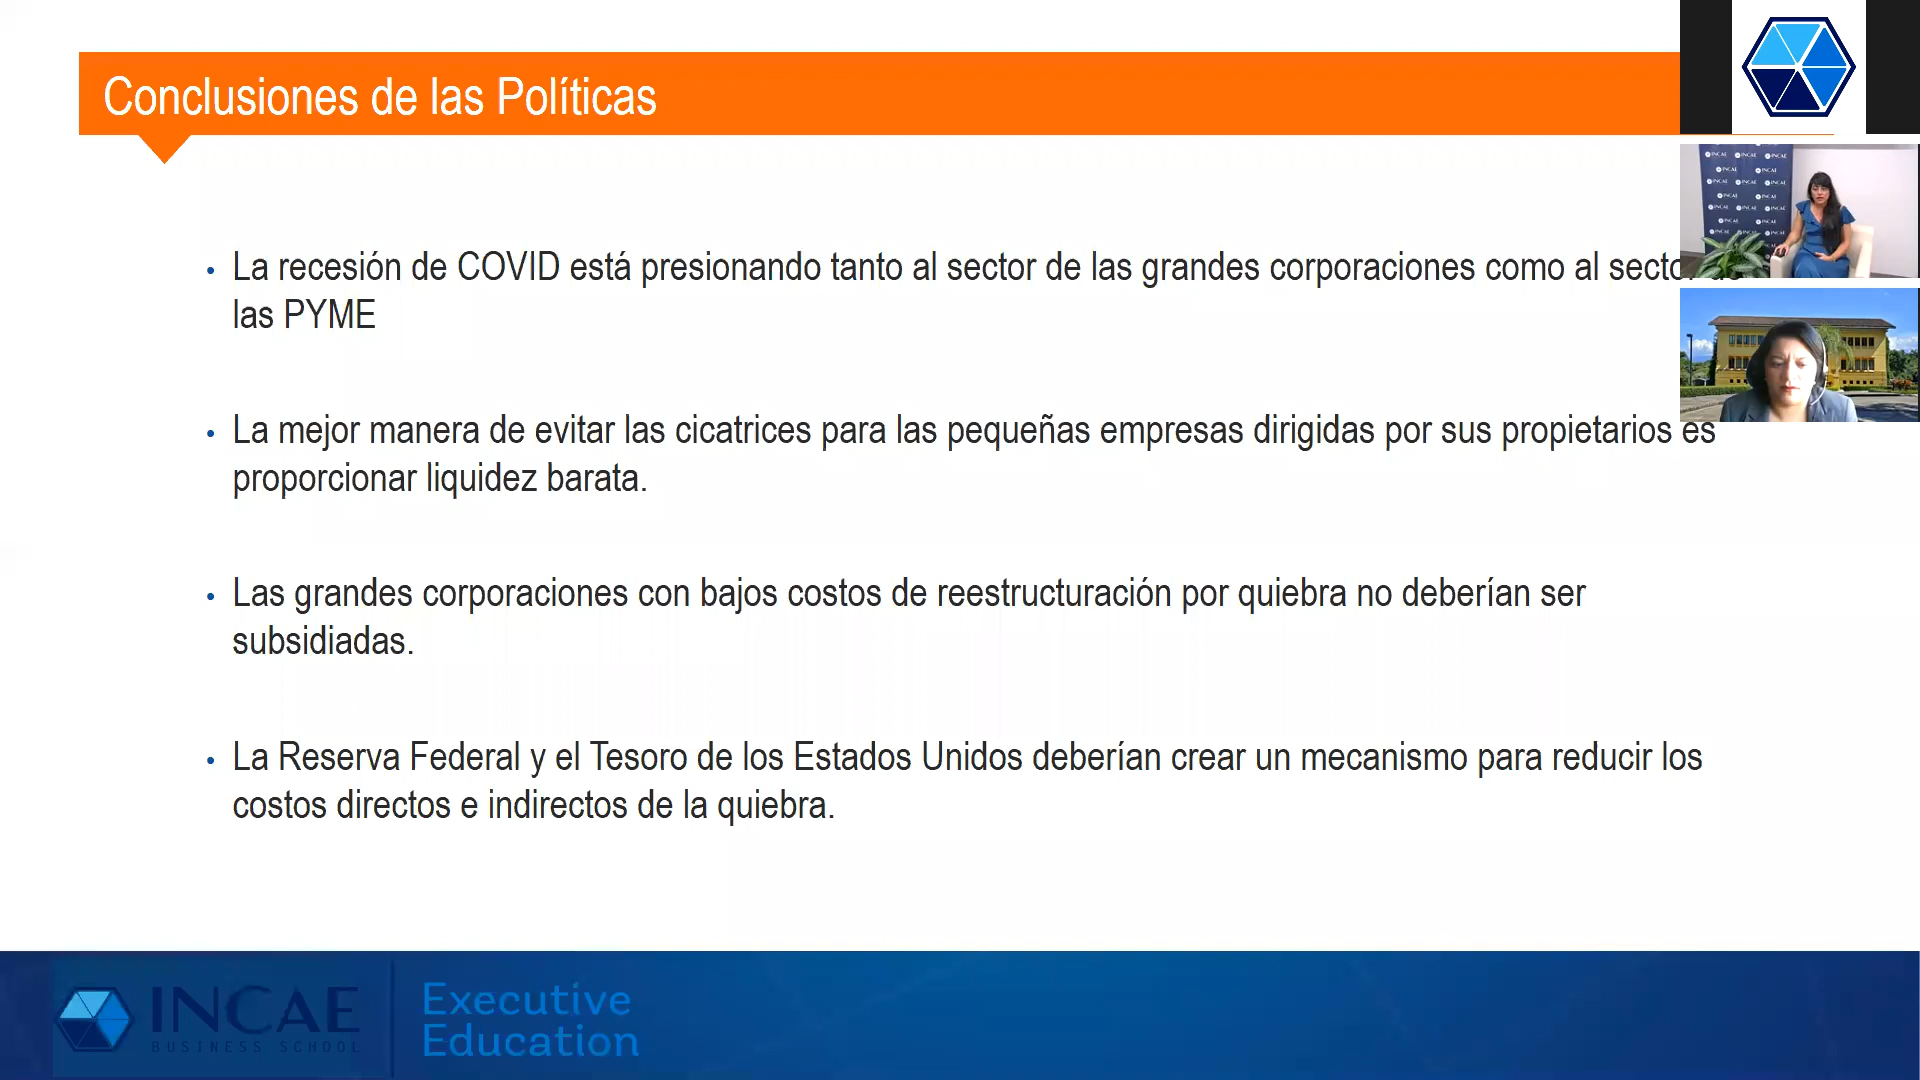 Conclusiones de las Políticas
• La recesión de COVID está presionando tanto al sector de las grandes corporaciones como al sector
las PYME
• La mejor manera de evitar las cicatrices para las pequeñas empresas dirigidas por sus propietarios es
proporcionar liquidez barata.
• Las grandes corporaciones con bajos costos de reestructuración por quiebra no deberían ser
subsidiadas.
• La Reserva Federal y el Tesoro de los Estados Unidos deberían crear un mecanismo para reducir los
costos directos e indirectos de la quiebra.
INCAE
BUSINESS SCHOOL
Executive
Education